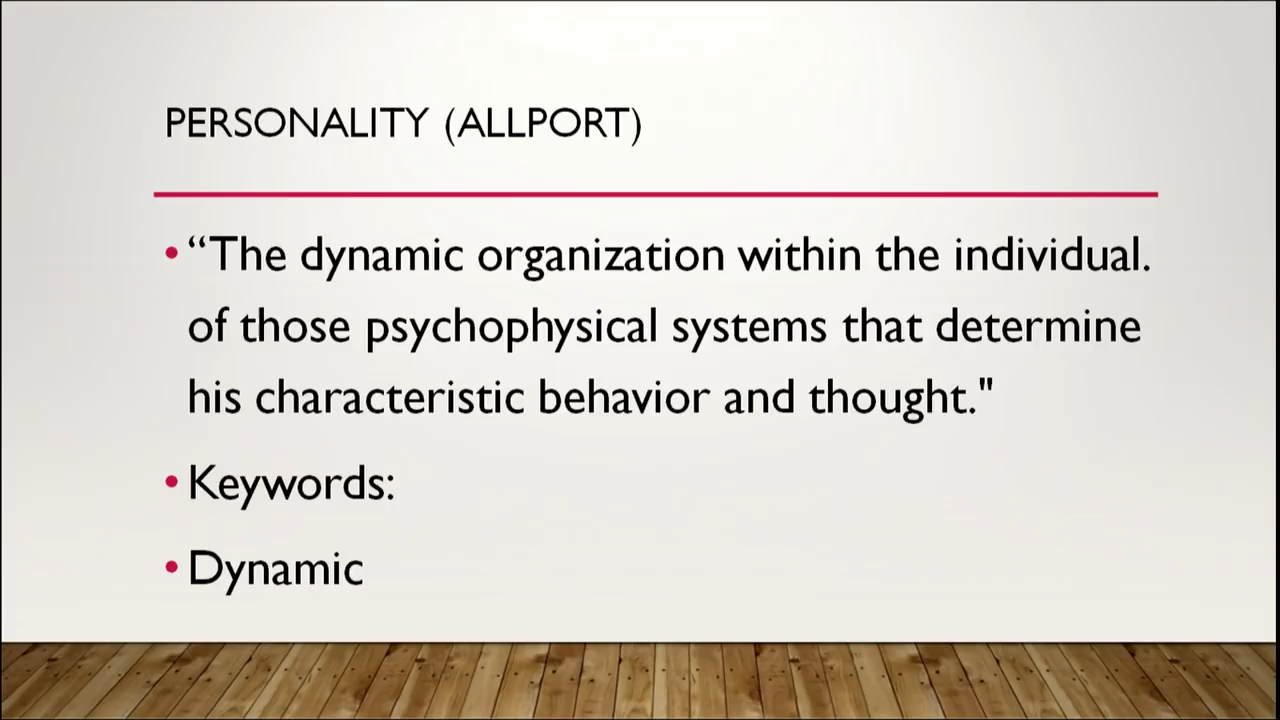 PERSONALITY (ALLPORT)
• “The dynamic organization within the individual.
of those psychophysical systems that determine
his characteristic behavior and thought."
• Keywords:
• Dynamic